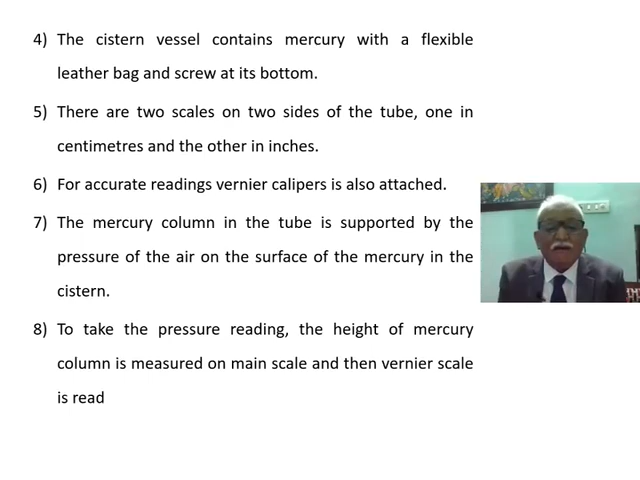 4) The cistern vessel contains mercury with a flexible
leather bag and screw at its bottom.
5) There are two scales on two sides of the tube, one in
centimetres and the other in inches.
6) For accurate readings vernier calipers is also attached.
7) The mercury column in the tube is supported by the
pressure of the air on the surface of the mercury in the
cistern.
8) To take the pressure reading, the height of mercury
column is measured on main scale and then vernier scale
is read